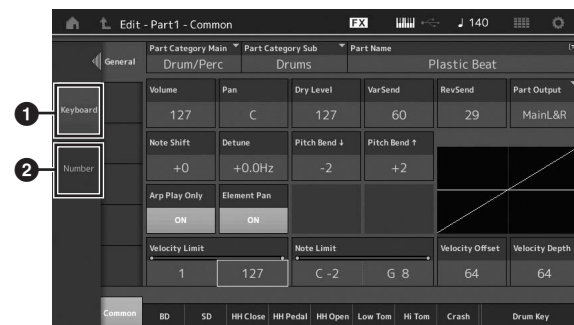 Edit - Part1 - Common
FX
140
Part Category Main
Part Category Sub
Part Name
General
Drum/Perc
Drums
Plastic Beat
Volume
Pan
Dry Level
VarSend
RevSend
Part Output
1
Keyboard
127
C
127
60
29
MainL&R
Note Shift
Detune
Pitch Bend ↓
Pitch Bend ↑
2
Number
+0
+0.0Hz
-2
+2
Arp Play Only
Element Pan
ON
ON
Velocity Limit
Note Limit
Velocity Offset
Velocity Depth
1
127
C -2
G 8
64
64
Common
BD
SD
HH Close
HH Pedal
HH Open
Low Tom
Hi Tom
Crash
Drum Key